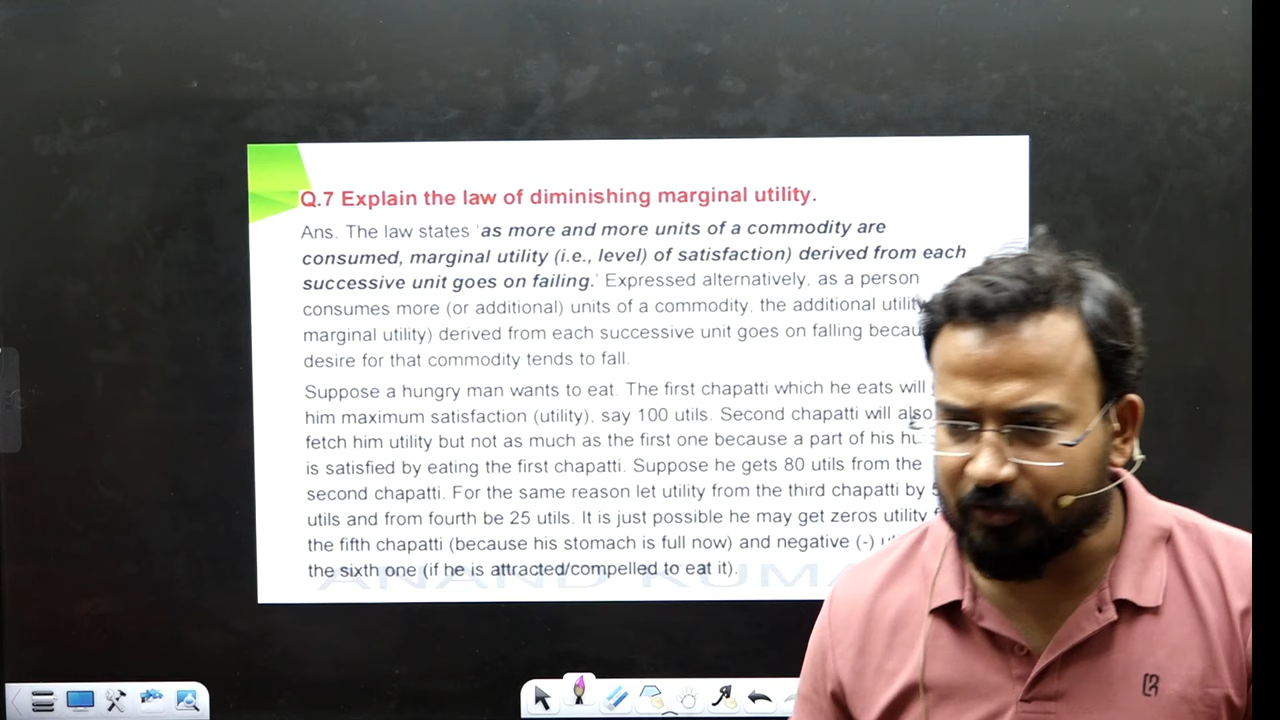 Q.7 Explain the law of diminishing marginal utility.
Ans. The law states 'as more and more units of a commodity are
consumed, marginal utility (i.e., level) of satisfaction) derived from each
successive unit goes on failing.' Expressed alternatively, as a person
consumes more (or additional) units of a commodity, the additional utility
marginal utility) derived from each successive unit goes on falling
desire for that commodity tends to fall.
Suppose a hungry man wants to eat. The first chapatti which he eats will
him maximum satisfaction (utility), say 100 utils. Second chapatti will also
fetch him utility but not as much as the first one because a part of his
is satisfied by eating the first chapatti. Suppose he gets 80 utils from the
second chapatti. For the same reason let utility from the third chapatti by
utils and from fourth be 25 utils. It is just possible he may get zeros utility
the fifth chapatti (because his stomach is full now) and negative (-)
the sixth one (if he is attracted/compelled to eat it).
ANAND